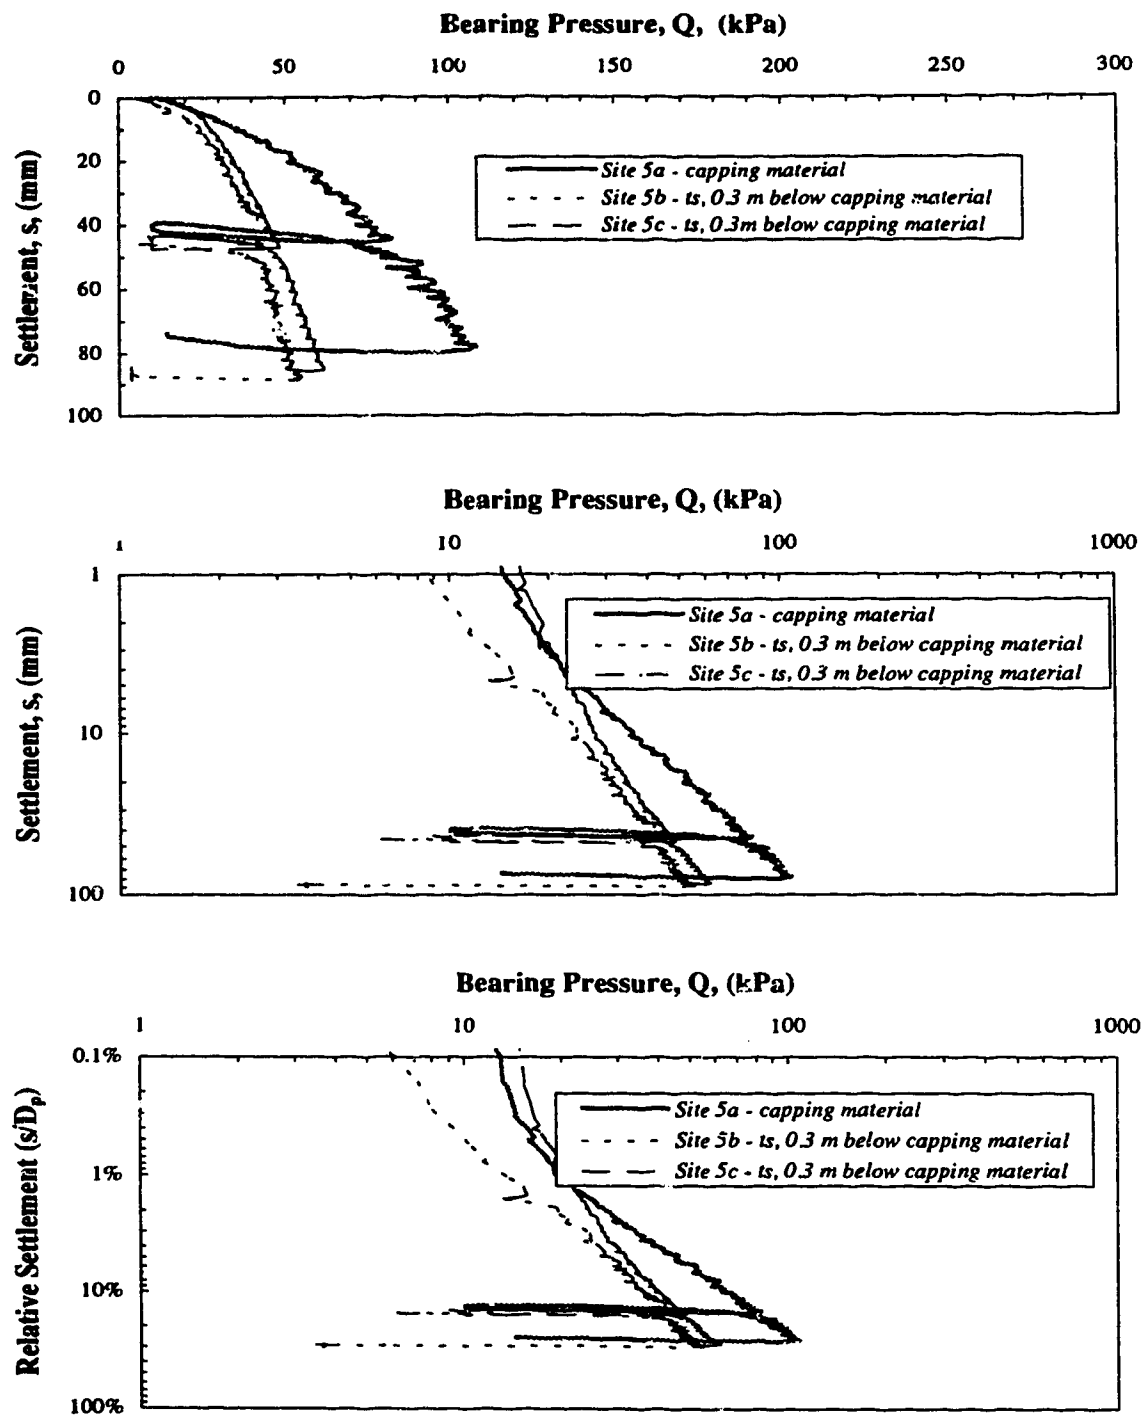 Bearing Pressure, Q, (kPa)
0 50 100 150 200 250 300
Settlement, s, (mm)
0
20
40
60
80
100
Site 5a - capping material
Site 5b - ts, 0.3 m below capping material
Site 5c - ts, 0.3m below capping material
Bearing Pressure, Q, (kPa)
1 10 100 1000
Settlement, s, (mm)
1
10
100
Site 5a - capping material
Site 5b - ts, 0.3 m below capping material
Site 5c - ts, 0.3 m below capping material
Bearing Pressure, Q, (kPa)
1 10 100 1000
Relative Settlement (s/Dp)
0.1%
1%
10%
100%
Site 5a - capping material
Site 5b - ts, 0.3 m below capping material
Site 5c - ts, 0.3 m below capping material